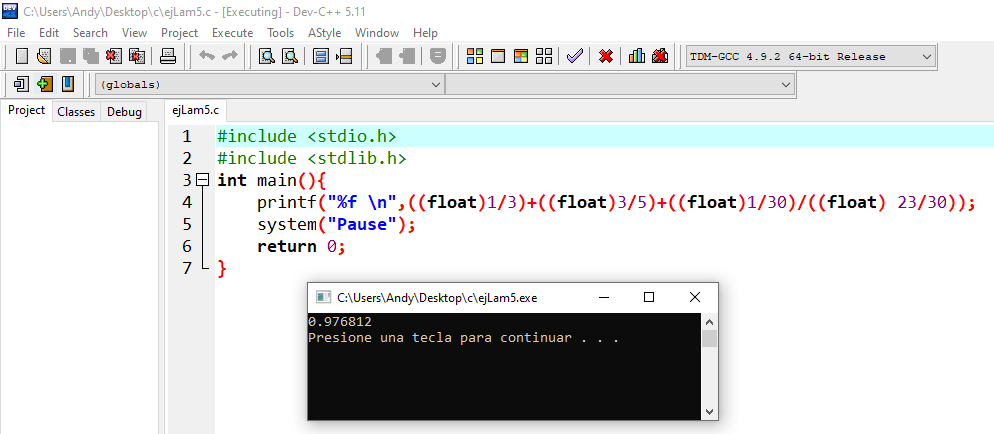 C:\Users\Andy\Desktop\c\ejLam5.c - [Executing] - Dev-C++ 5.11
File Edit Search View Project Execute Tools AStyle Window Help
TDM-GCC 4.9.2 64-bit Release
(globals)
Project Classes Debug
ejLam5.c
1 #include <stdio.h>
2 #include <stdlib.h>
3 int main(){
4 printf("%f \n",((float)1/3)+((float)3/5)+((float)1/30)/((float) 23/30));
5 system("Pause");
6 return 0;
7 }
C:\Users\Andy\Desktop\c\ejLam5.exe
0.976812
Presione una tecla para continuar . . .